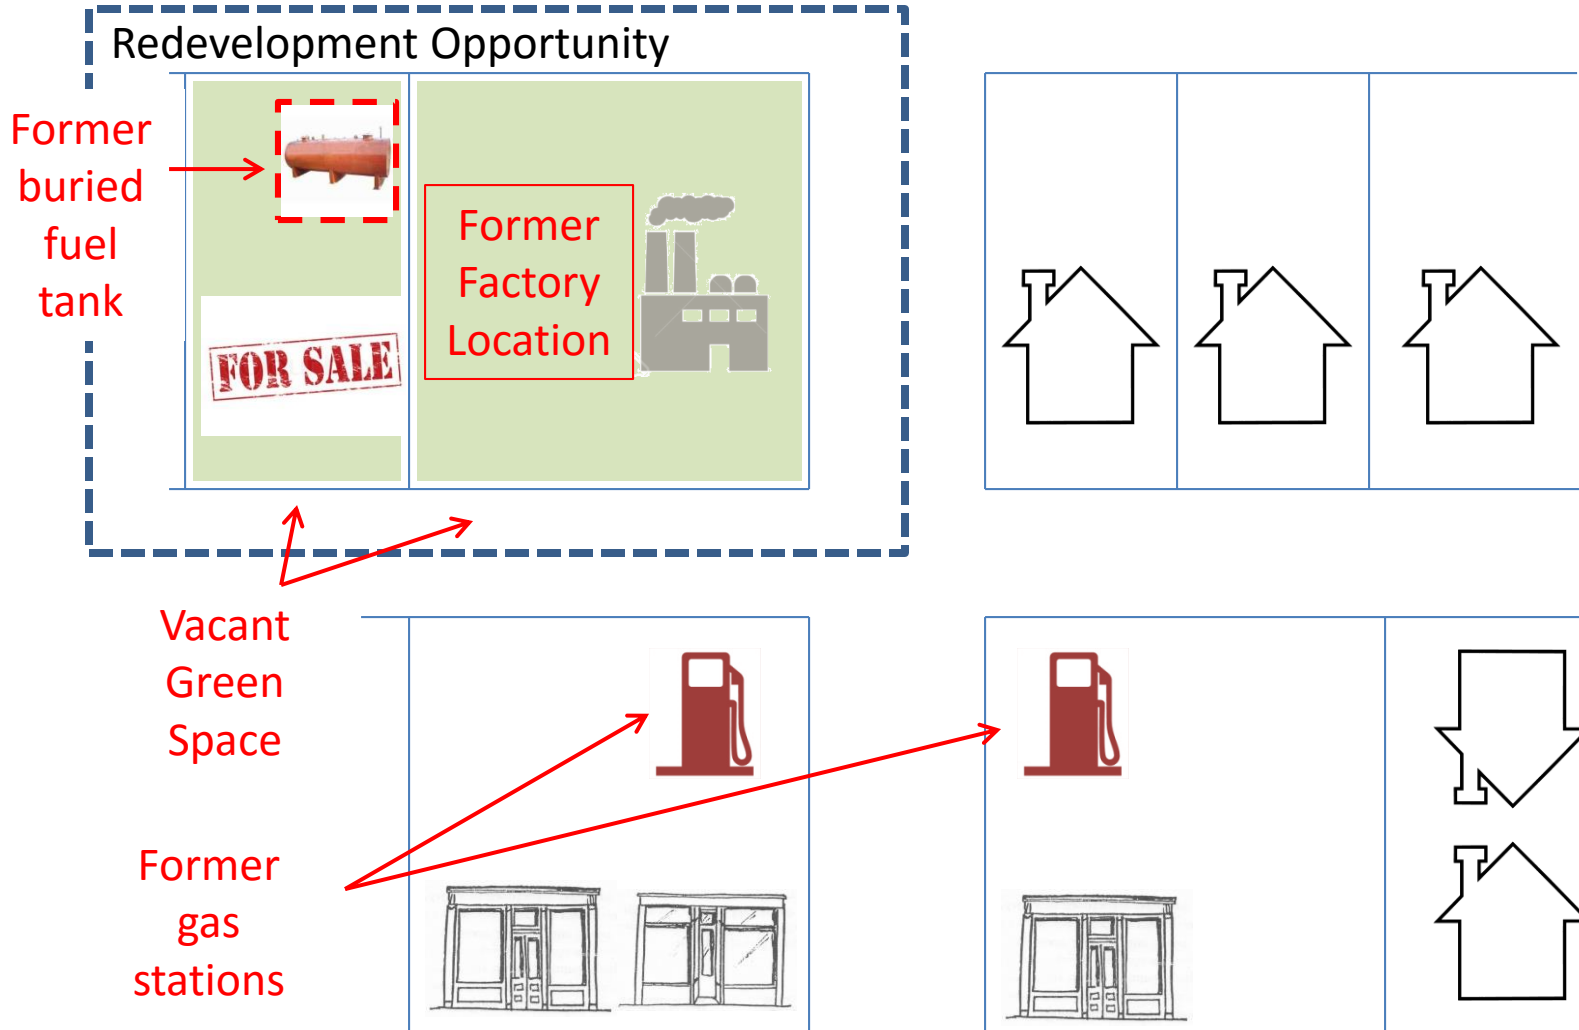 Redevelopment Opportunity
Former
buried
fuel
tank
FOR SALE
Former
Factory
Location
Vacant
Green
Space
Former
gas
stations